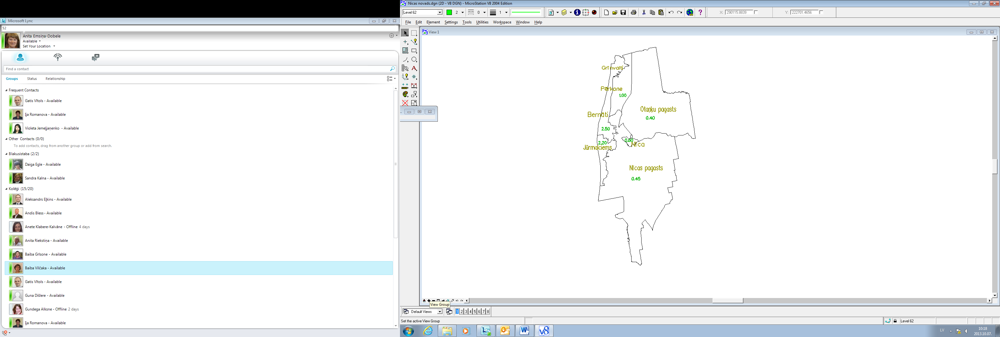 Microsoft Lync
52
Anita Emsiņa-Dobele
Available
Set Your Location
Find a contact
Groups Status Relationship
Frequent Contacts
Gatis Vītols - Available
Ija Romanova - Available
Violeta Jemeļjaņenko - Available
Other Contacts (0/0)
To add contacts, drag from another group or add from search.
Blakusistaba (2/2)
Daiga Egle - Available
Sandra Kalna - Available
Kolēģi (15/20)
Aleksandrs Eļkins - Available
Andis Bless - Available
Anete Klabere-Kalvāne - Offline 4 days
Anita Riekstiņa - Available
Baiba Grīsone - Available
Baiba Vilčaka - Available
Gatis Vītols - Available
Guna Dišlere - Available
Gundega Alksne - Offline 2 days
Ija Romanova - Available
Nicas novads.dgn (2D - V8 DGN) - MicroStation V8 2004 Edition
Level 62 2 0 1
X: 290115.8839 Y: 222701.4656
File Edit Element Settings Tools Utilities Workspace Window Help
View 1
Grīnvalti
Pērkone
1.00
Otaņķu pagasts
0.40
Bernāti
2.50
2,20
0.60
Nīca
Jūrmalciems
Nīcas pagasts
0.45
View Group
Default Views 1 2 3 4 5 6 7 8
Set the active View Group
Level 62
LV
10:18
2013.10.07.